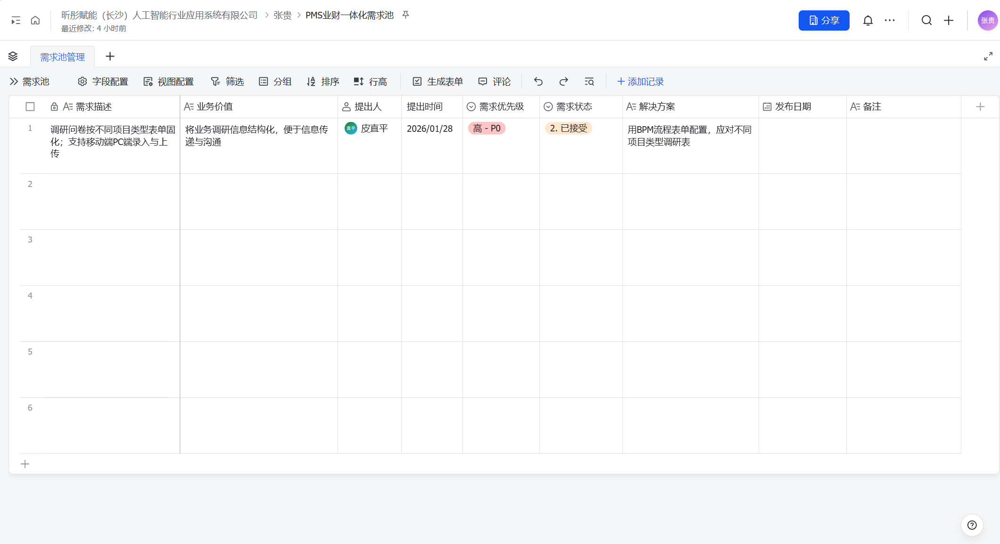 昕彤赋能（长沙）人工智能行业应用系统有限公司 > 张贵 > PMS业财一体化需求池
最近修改: 4 小时前
分享
张贵
需求池管理
需求池 字段配置 视图配置 筛选 分组 排序 行高 生成表单 评论 添加记录
需求描述 业务价值 提出人 提出时间 需求优先级 需求状态 解决方案 发布日期 备注
1
调研问卷按不同项目类型表单固
化；支持移动端PC端录入与上
传
将业务调研信息结构化，便于信息传
递与沟通
直平 皮直平
2026/01/28
高 - P0
2. 已接受
用BPM流程表单配置，应对不同
项目类型调研表
2
3
4
5
6